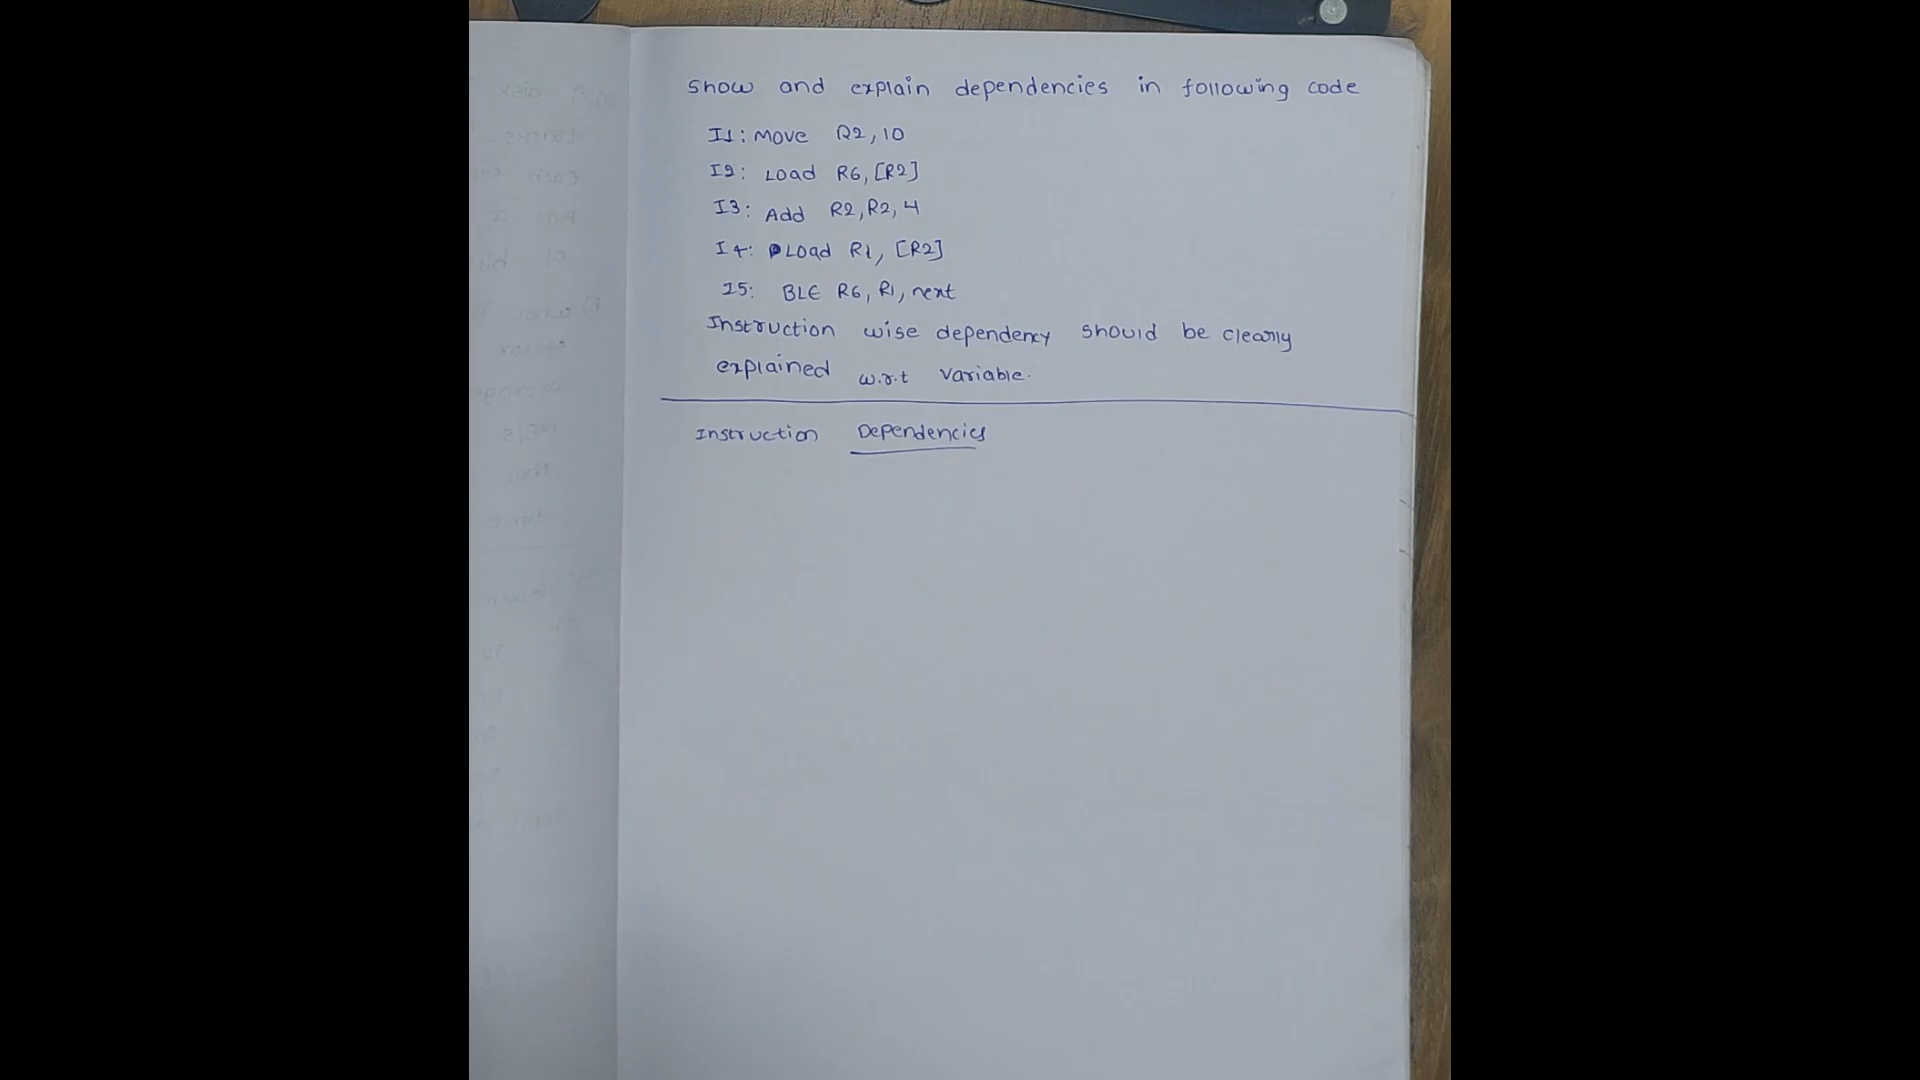 Show and explain dependencies in following code
I1: Move R2, 10
I2: Load R6, [R2]
I3: Add R2, R2, 4
I4: Load R1, [R2]
I5: BLE R6, R1, next
Instruction wise dependency should be clearly
explained w.r.t variable.
Instruction Dependencies